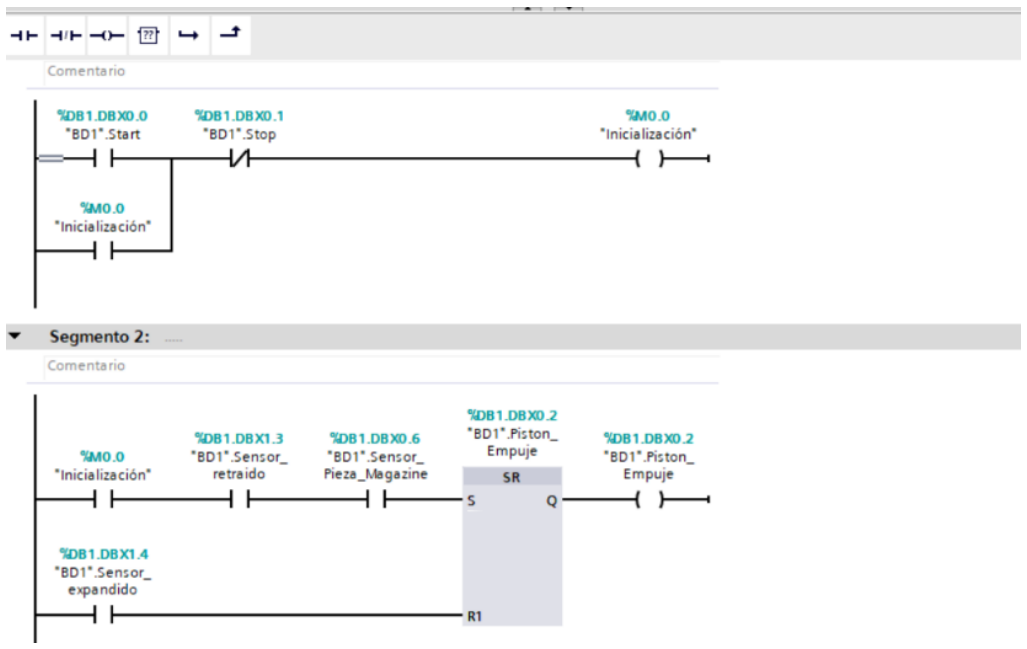 ??
Comentario
%DB1.DBX0.0
"BD1".Start
%DB1.DBX0.1
"BD1".Stop
%M0.0
"Inicialización"
%M0.0
"Inicialización"
Segmento 2: .....
Comentario
%M0.0
"Inicialización"
%DB1.DBX1.3
"BD1".Sensor_
retraido
%DB1.DBX0.6
"BD1".Sensor_
Pieza_Magazine
%DB1.DBX0.2
"BD1".Piston_
Empuje
SR
S
Q
%DB1.DBX0.2
"BD1".Piston_
Empuje
%DB1.DBX1.4
"BD1".Sensor_
expandido
R1